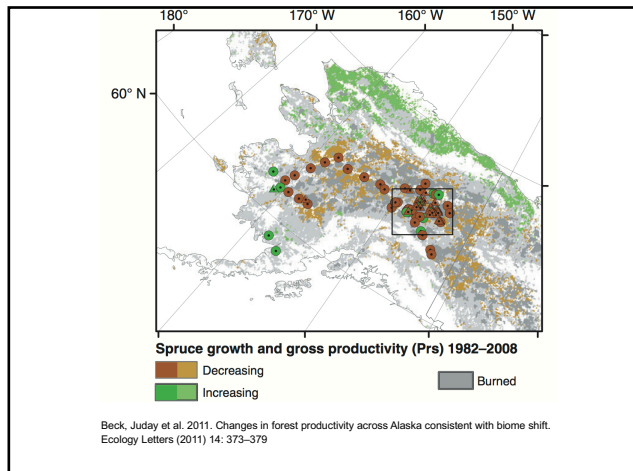 180° 170° W 160° W 150° W
60° N
Spruce growth and gross productivity (Prs) 1982–2008
Decreasing
Increasing
Burned
Beck, Juday et al. 2011. Changes in forest productivity across Alaska consistent with biome shift.
Ecology Letters (2011) 14: 373–379